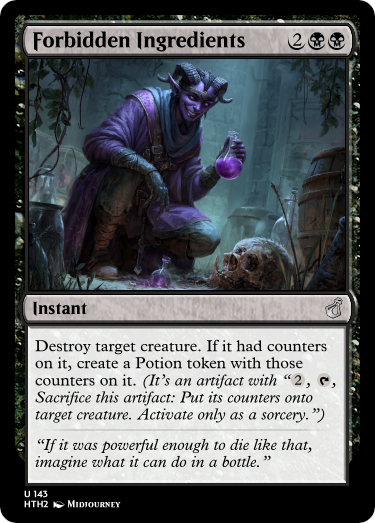 Forbidden Ingredients 2
Instant
Destroy target creature. If it had counters
on it, create a Potion token with those
counters on it. (It's an artifact with “2, ,
Sacrifice this artifact: Put its counters onto
target creature. Activate only as a sorcery.”)
“If it was powerful enough to die like that,
imagine what it can do in a bottle.”
U 143
HTH2 Midjourney